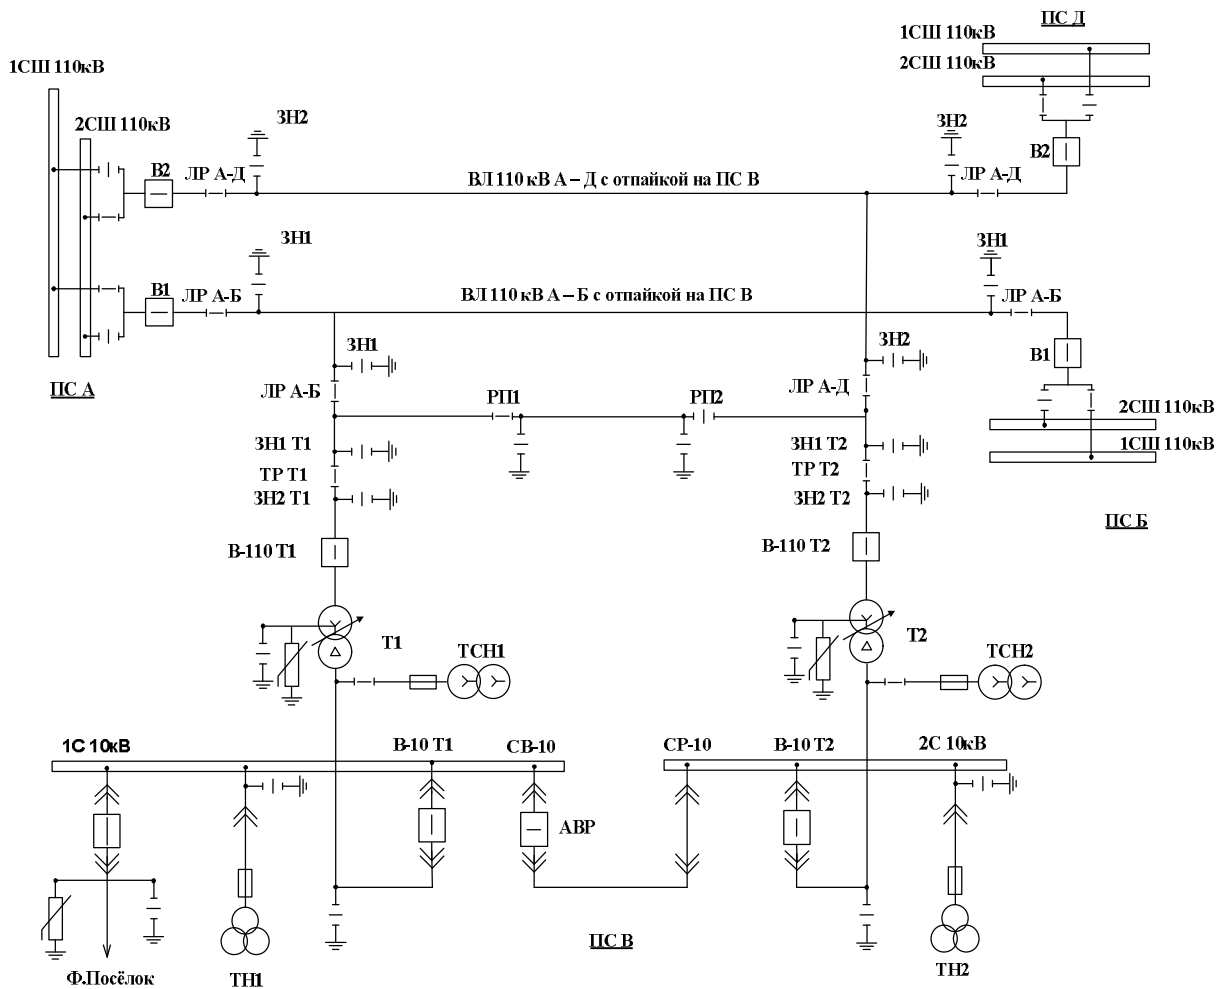 ПС Д
1СШ 110кВ
2СШ 110кВ
1СШ 110кВ
2СШ 110кВ
ЗН2
ЗН2
В2
В2
ЛР А-Д
ВЛ 110 кВ А – Д с отпайкой на ПС В
ЛР А-Д
ЗН1
ЗН1
В1
ЛР А-Б
ВЛ 110 кВ А – Б с отпайкой на ПС В
ЛР А-Б
ЗН1
ЗН2
В1
ПС А
ЛР А-Б
РП1
РП2
ЛР А-Д
2СШ 110кВ
ЗН1 Т1
ЗН1 Т2
1СШ 110кВ
ТР Т1
ТР Т2
ЗН2 Т1
ЗН2 Т2
ПС Б
В-110 Т1
В-110 Т2
Т1
Т2
ТСН1
ТСН2
1С 10кВ
В-10 Т1
СВ-10
СР-10
В-10 Т2
2С 10кВ
АВР
ПС В
Ф.Посёлок
ТН1
ТН2